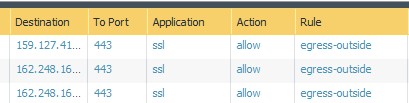 Destination To Port Application Action Rule
159.127.41... 443 ssl allow egress-outside
162.248.16... 443 ssl allow egress-outside
162.248.16... 443 ssl allow egress-outside